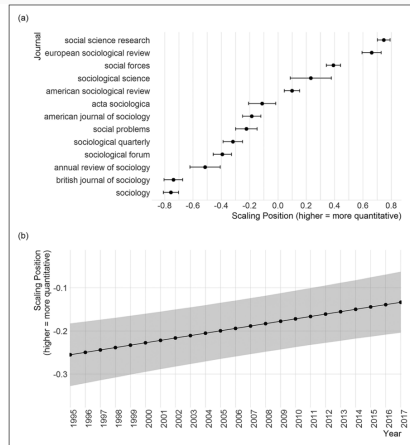 (a)
Journal
social science research
european sociological review
social forces
sociological science
american sociological review
acta sociologica
american journal of sociology
social problems
sociological quarterly
sociological forum
annual review of sociology
british journal of sociology
sociology
-0.8 -0.6 -0.4 -0.2 0.0 0.2 0.4 0.6 0.8
Scaling Position (higher = more quantitative)
(b)
Scaling Position
(higher = more quantitative)
-0.1
-0.2
-0.3
1995 1996 1997 1998 1999 2000 2001 2002 2003 2004 2005 2006 2007 2008 2009 2010 2011 2012 2013 2014 2015 2016 2017
Year